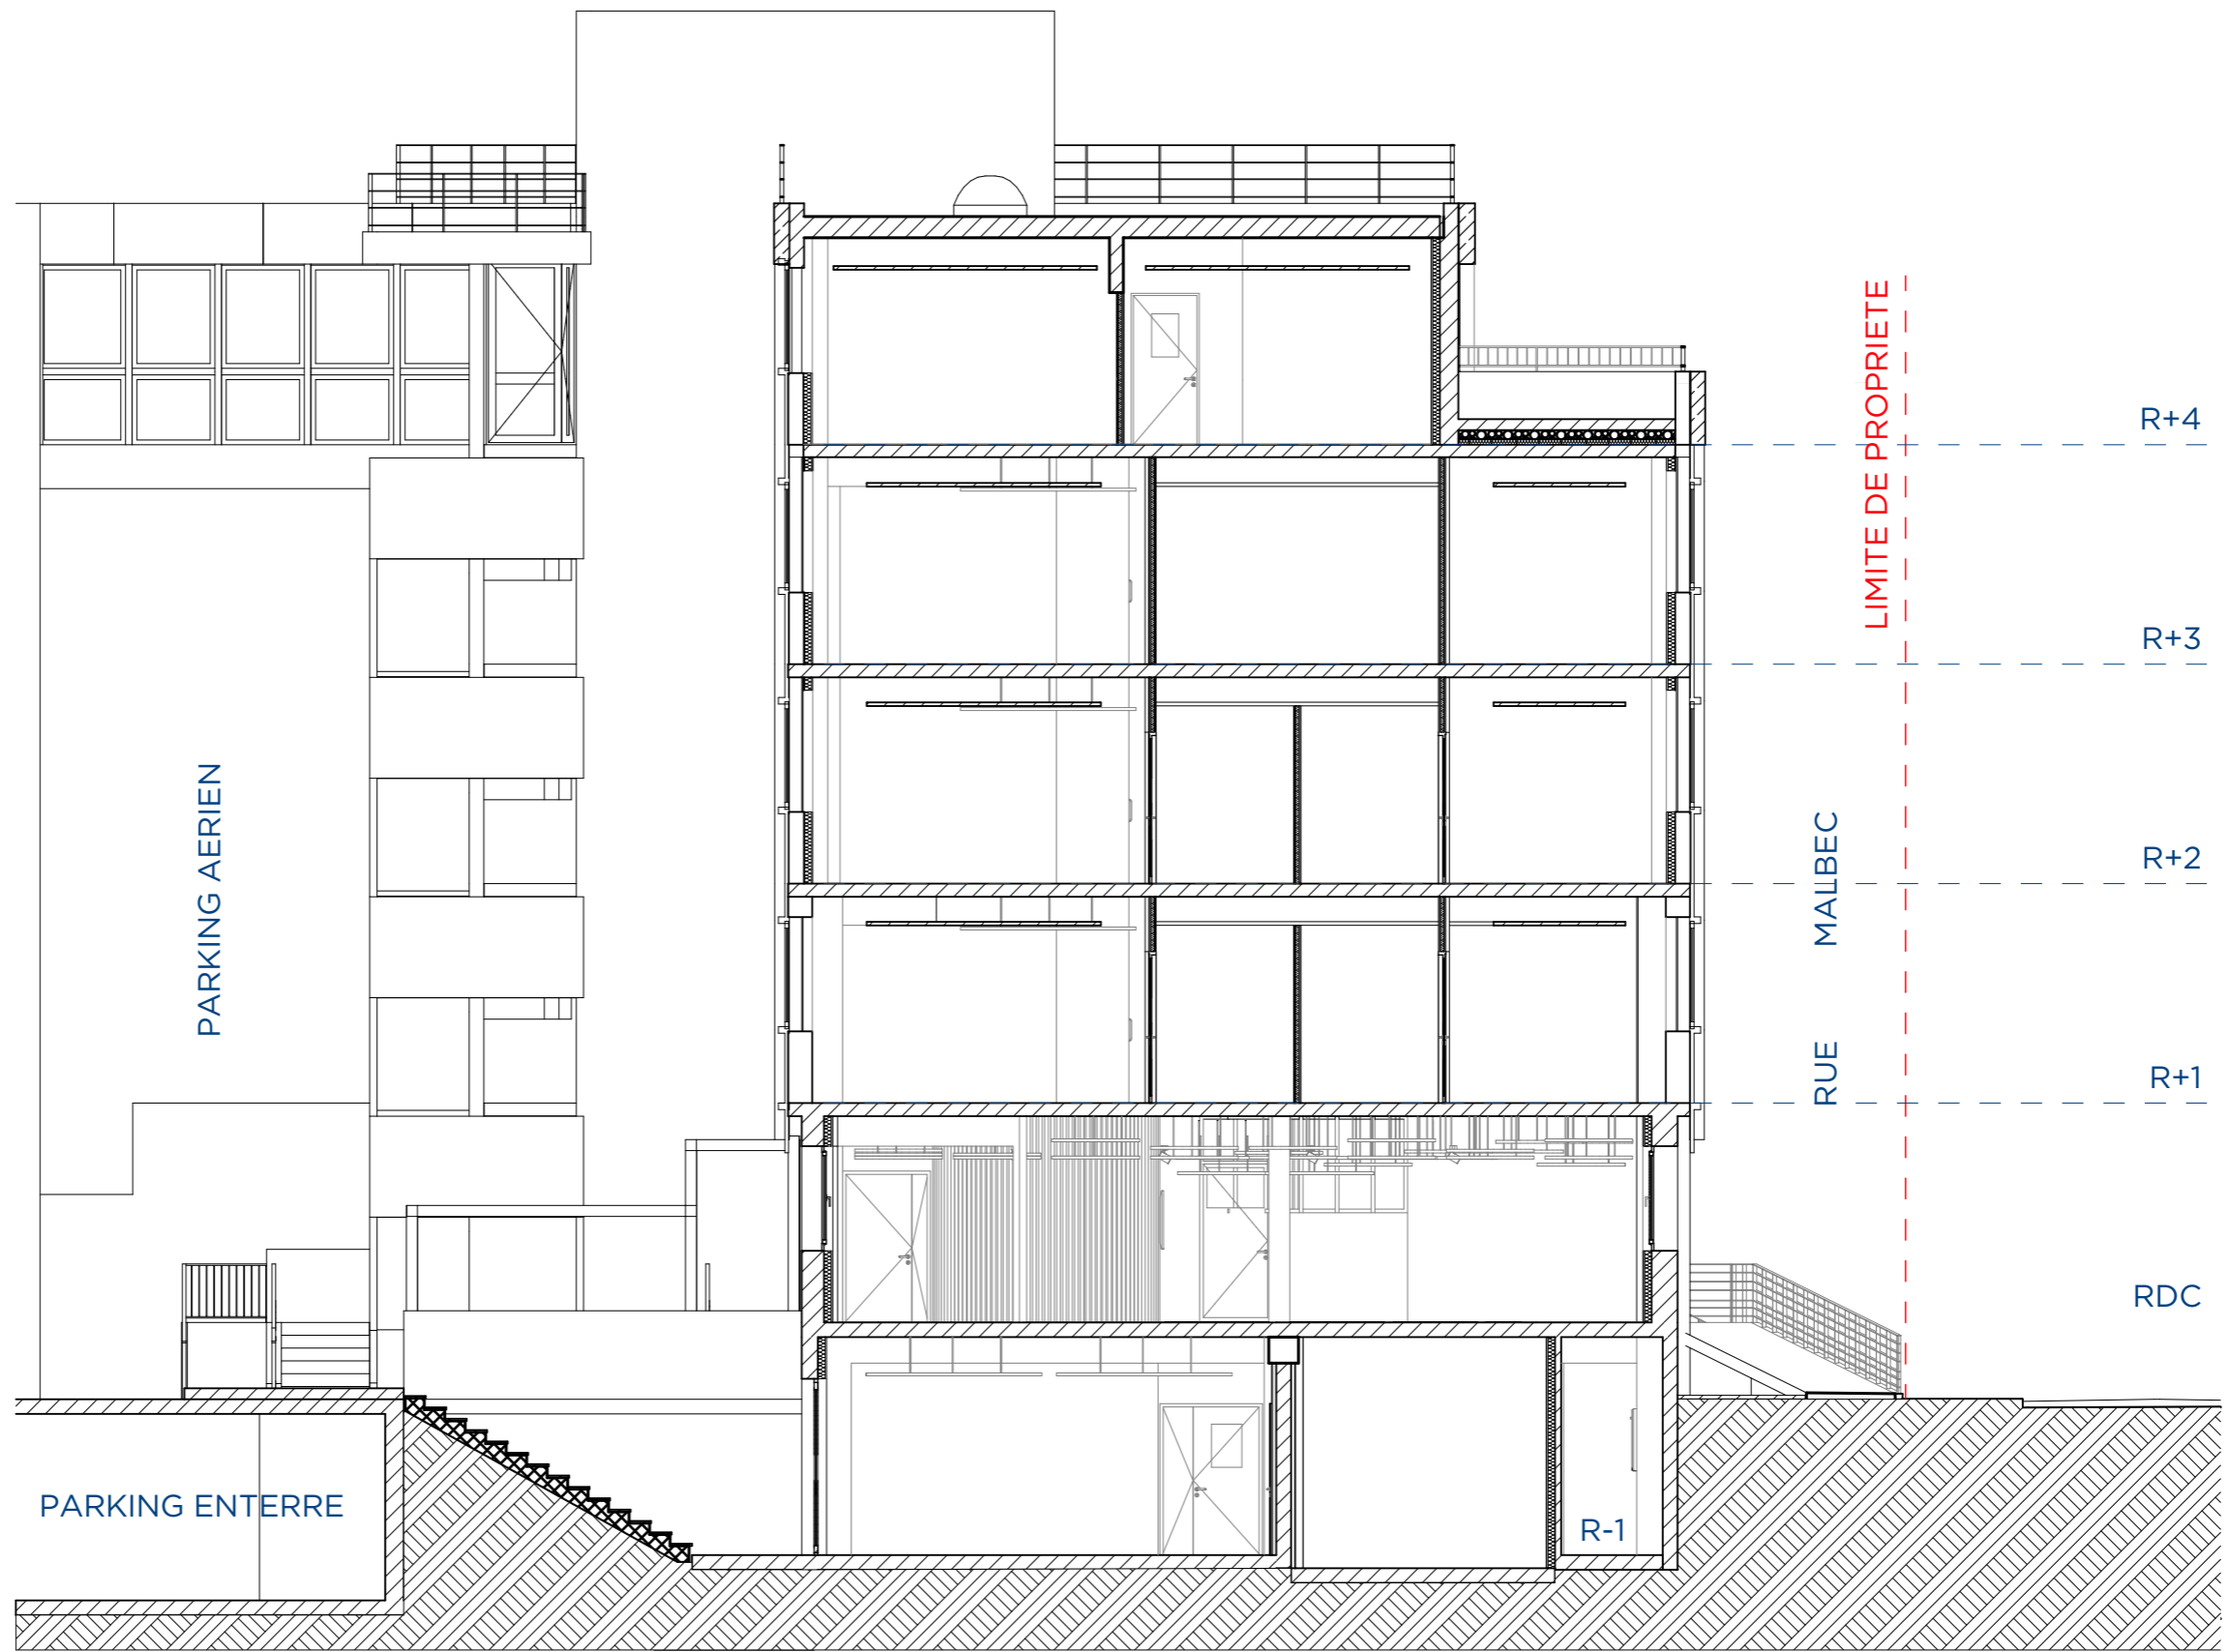 LIMITE DE PROPRIETE
R+4
R+3
PARKING AERIEN
RUE MALBEC
R+2
R+1
RDC
PARKING ENTERRE
R-1